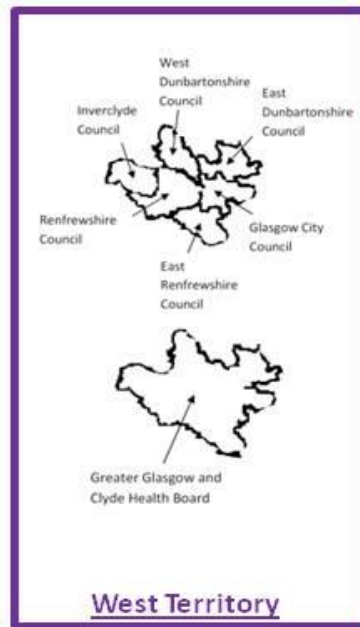 West
Dunbartonshire
Council
East
Dunbartonshire
Council
Inverclyde
Council
Renfrewshire
Council
Glasgow City
Council
East
Renfrewshire
Council
Greater Glasgow and
Clyde Health Board
West Territory